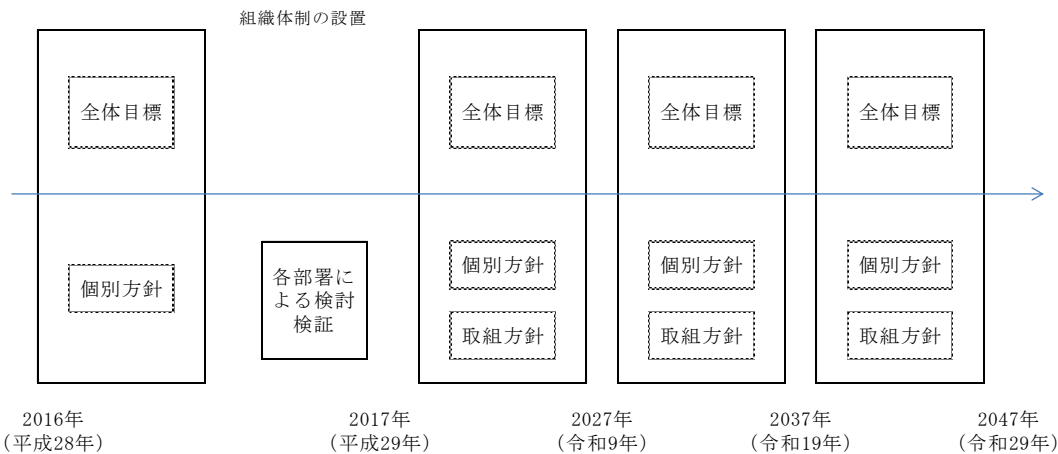 組織体制の設置
全体目標
全体目標
全体目標
全体目標
個別方針
各部署に
よる検討
検証
個別方針
取組方針
個別方針
取組方針
個別方針
取組方針
2016年
(平成28年)
2017年
(平成29年)
2027年
(令和9年)
2037年
(令和19年)
2047年
(令和29年)